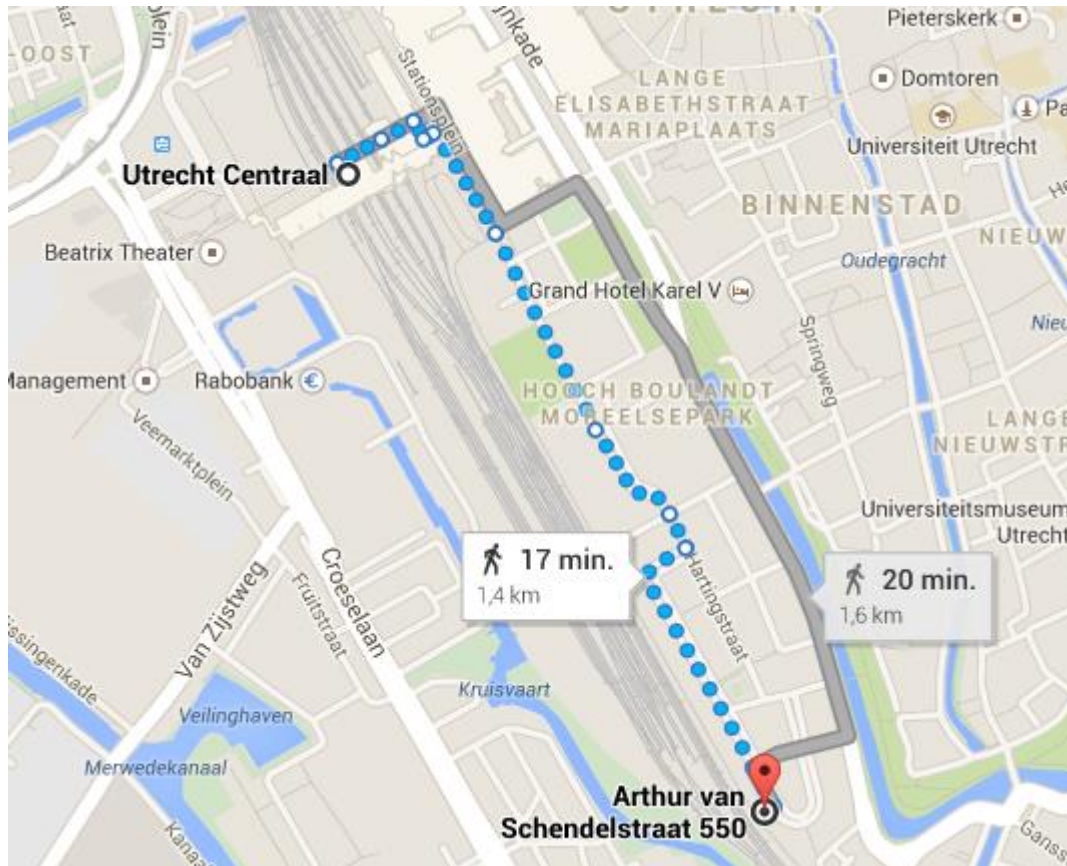 Pieterskerk
-OOST
plein
Stationsplein
LANGE
ELISABETHSTRAAT
MARIAPLAATS
Domtoren
Universiteit Utrecht
Utrecht Centraal
BINNENSTAD
NIEUW
Beatrix Theater
Oudegracht
Grand Hotel Karel V
Springweg
Management
Rabobank
HOOCH BOULANDT
MOREELSEPARK
LANGE
NIEUWSTR
Veemarktplein
Universiteitsmuseum
Utrecht
17 min.
1,4 km
Hartingstraat
20 min.
1,6 km
Croeselaan
Fruitstraat
Van Zijstweg
Kruisvaart
Veilinghaven
Merwedekanaal
Arthur van
Schendelstraat 550